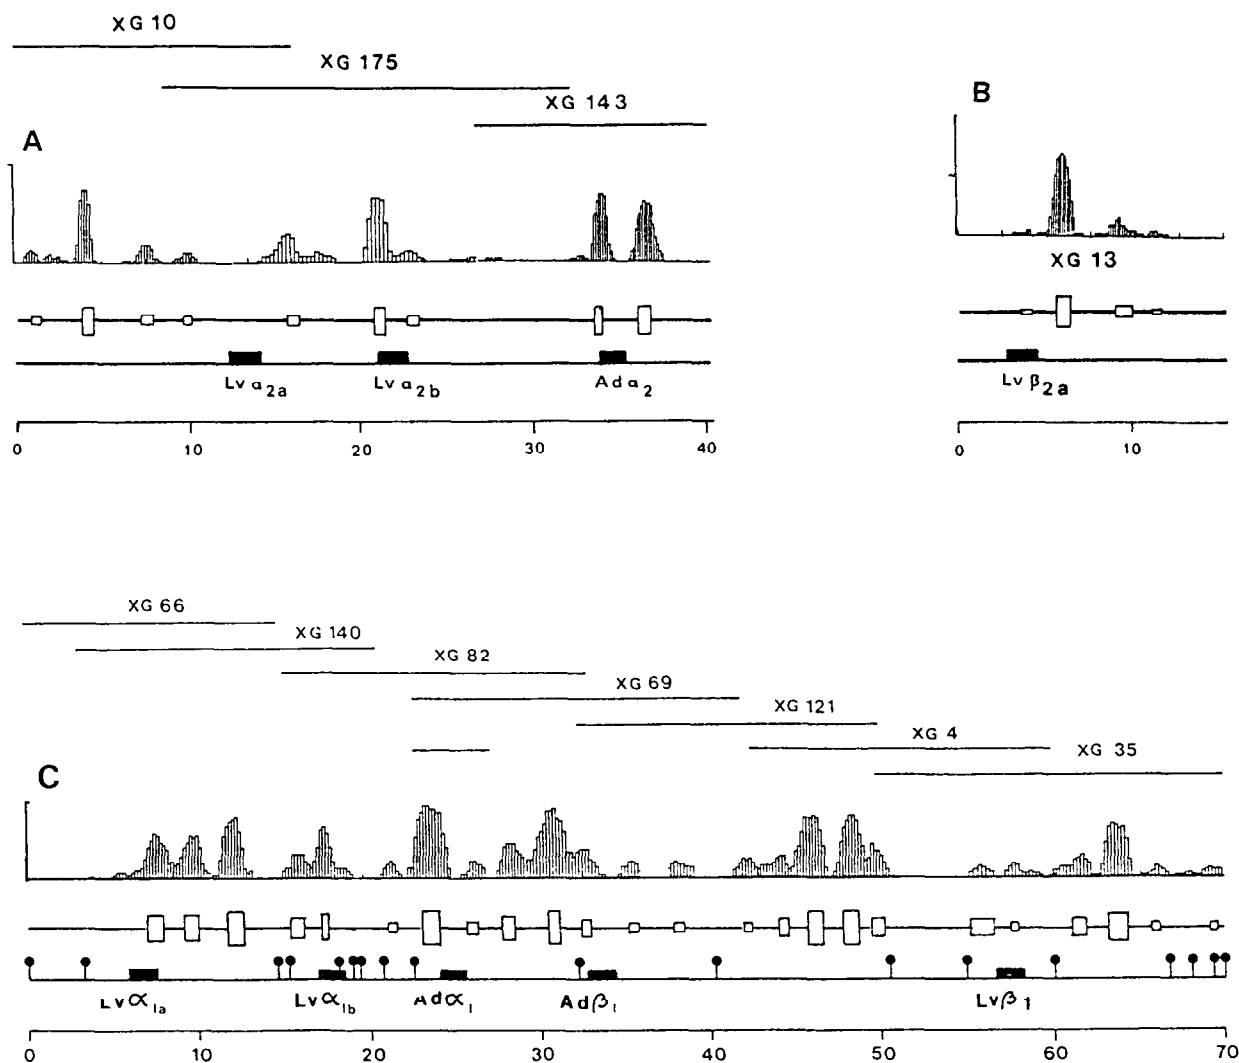 XG 10
XG 175
XG 143
A
Lv α2a Lv α2b Ad α2
0 10 20 30 40
B
XG 13
Lv β2a
0 10
XG 66
XG 140
XG 82
XG 69
XG 121
XG 4
XG 35
C
Lv α1a Lv α1b Ad α1 Ad β1 Lv β1
0 10 20 30 40 50 60 70